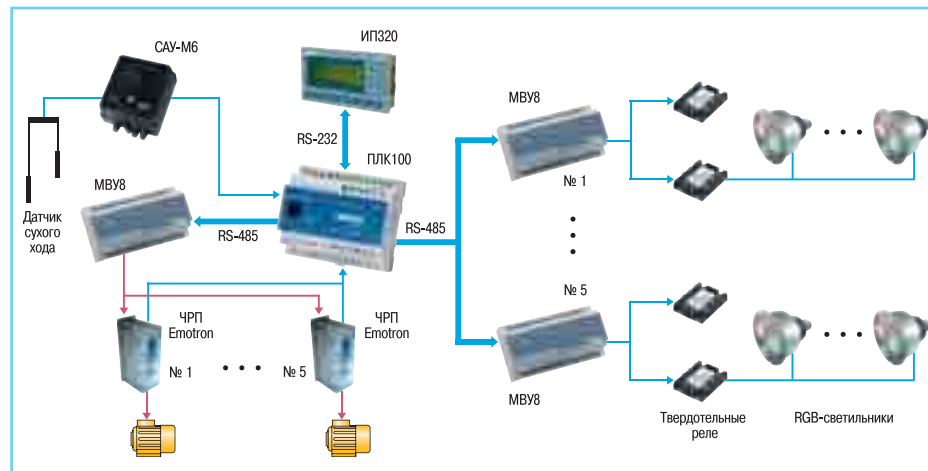 САУ-М6
ИП320
МВУ8
RS-232
ПЛК100
№ 1
МВУ8
Датчик
сухого
хода
RS-485
RS-485
№ 5
ЧРП
Emotron
ЧРП
Emotron
№ 1
№ 5
МВУ8
Твердотельные
реле
RGB-светильники